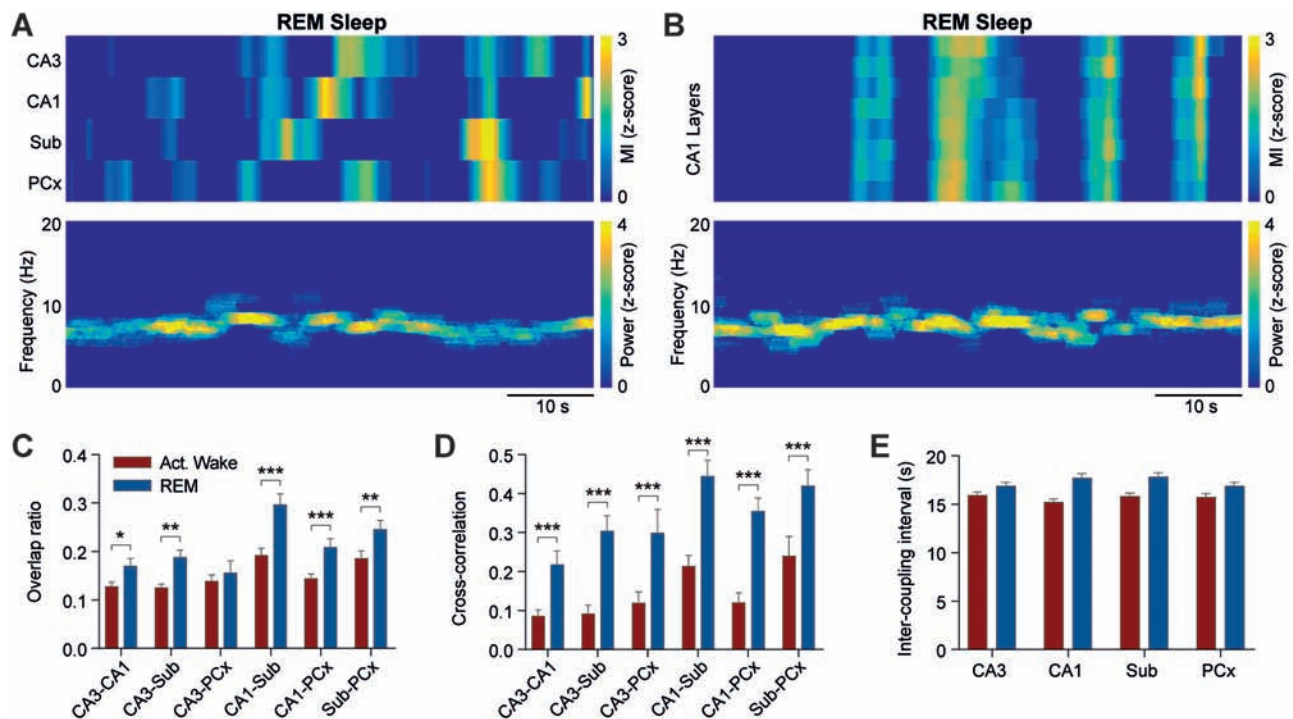 A
REM Sleep
CA3
CA1
Sub
PCx
3
0
MI (z-score)
20
10
0
Frequency (Hz)
4
0
Power (z-score)
10 s
B
REM Sleep
CA1 Layers
3
0
MI (z-score)
20
10
0
Frequency (Hz)
4
0
Power (z-score)
10 s
C
Act. Wake
REM
0.4
0.3
0.2
0.1
0.0
Overlap ratio
*
**
***
***
**
CA3-CA1
CA3-Sub
CA3-PCx
CA1-Sub
CA1-PCx
Sub-PCx
D
0.5
0.4
0.3
0.2
0.1
0.0
Cross-correlation
***
***
***
***
***
***
CA3-CA1
CA3-Sub
CA3-PCx
CA1-Sub
CA1-PCx
Sub-PCx
E
20
15
10
5
0
Inter-coupling interval (s)
CA3
CA1
Sub
PCx